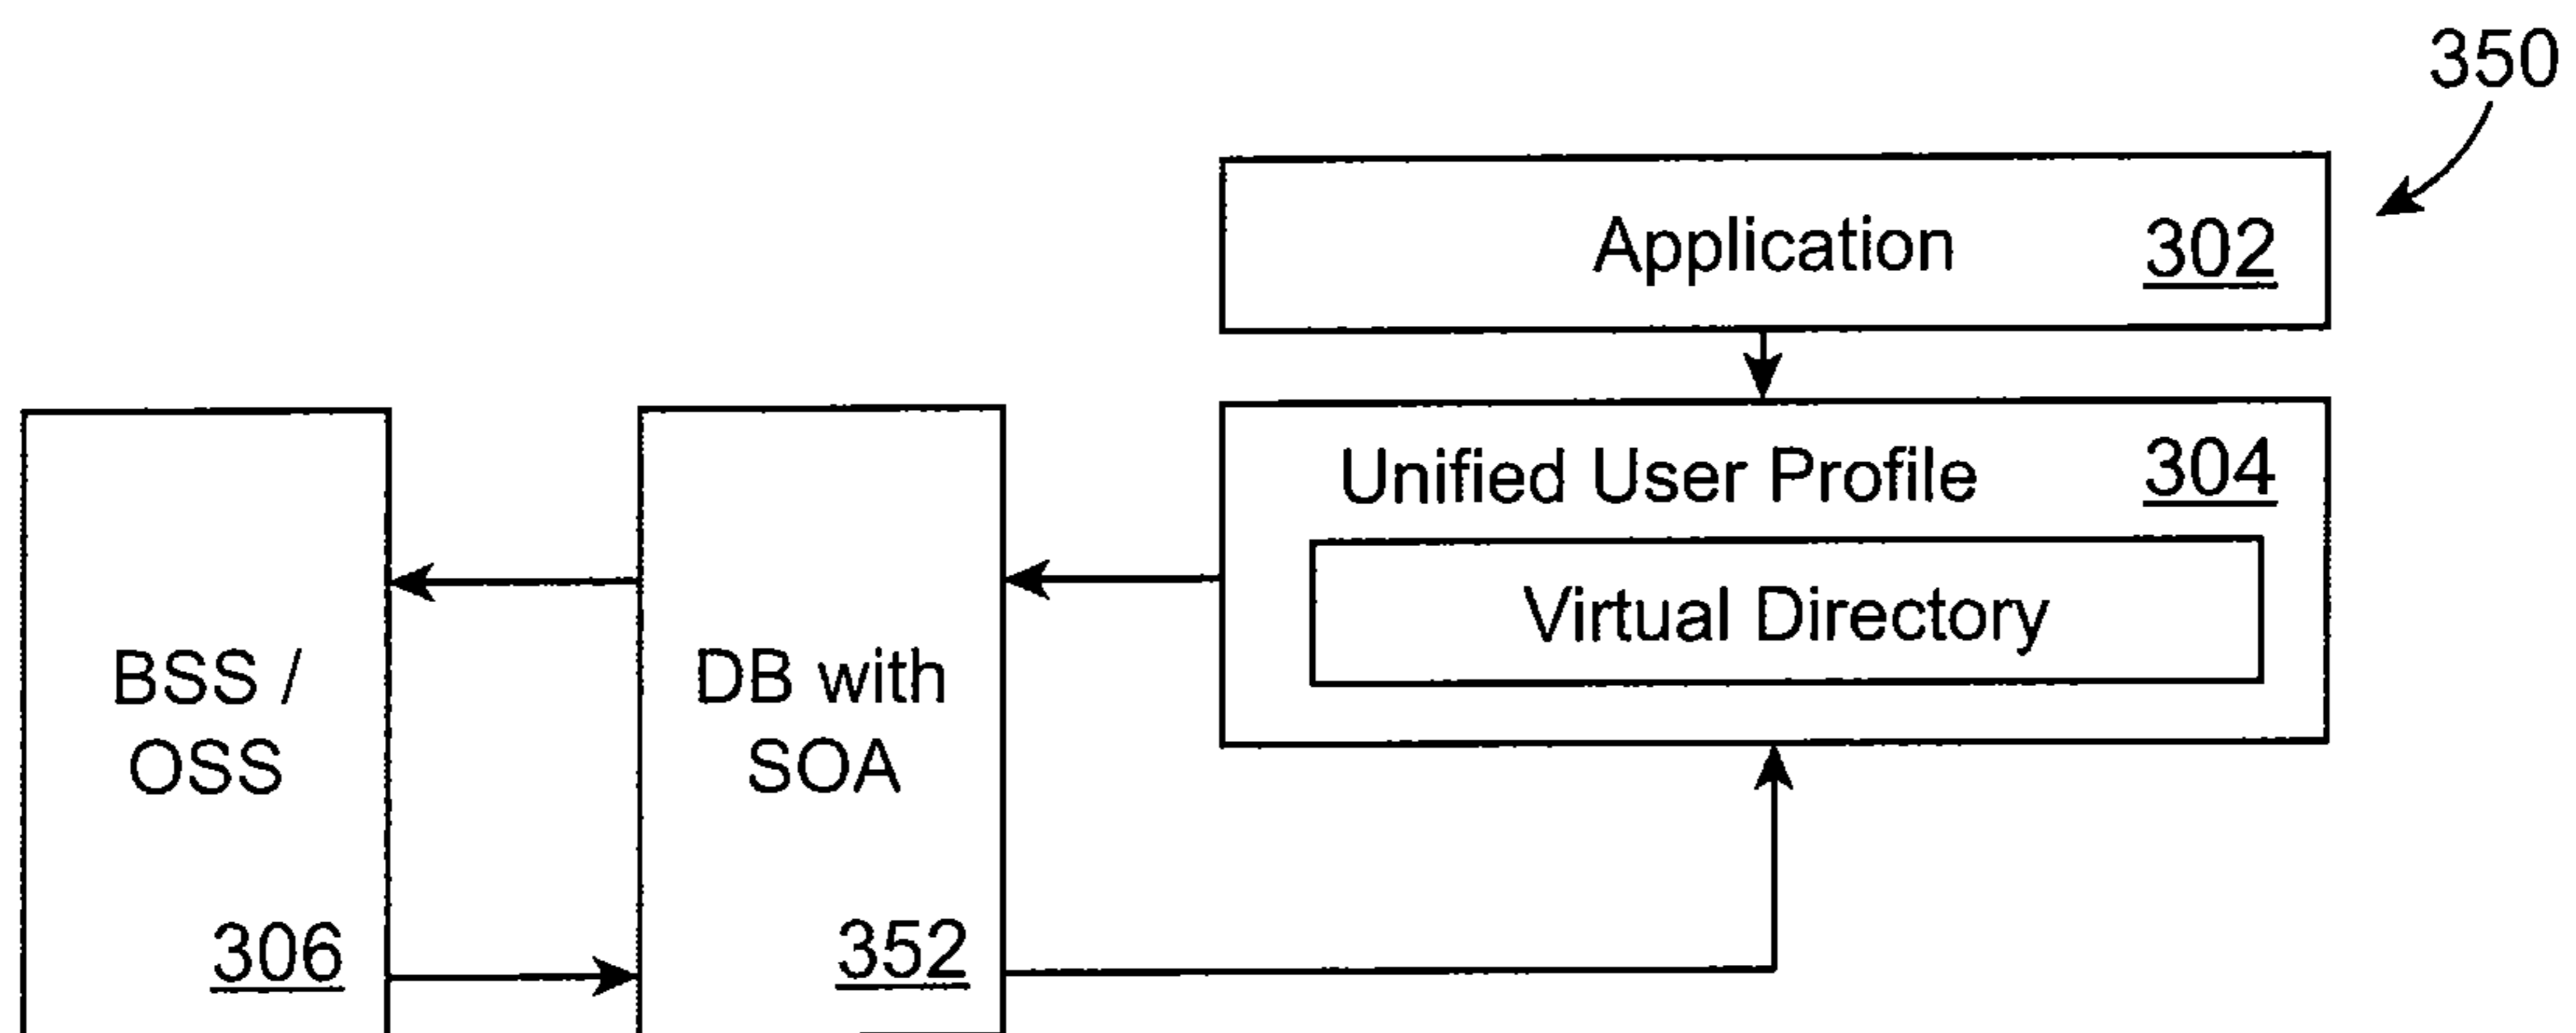 350
Application 302
Unified User Profile 304
Virtual Directory
BSS /
OSS
306
DB with
SOA
352